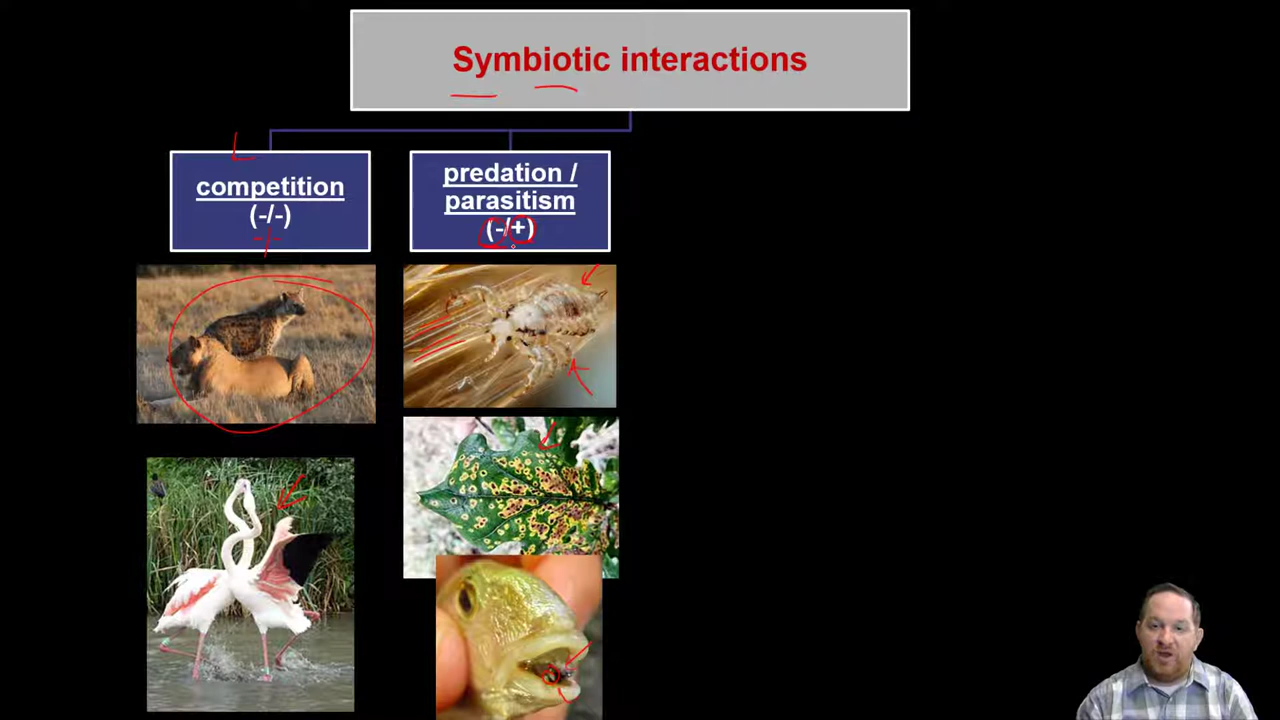 Symbiotic interactions
competition
(-/-)
predation /
parasitism
(-/+)